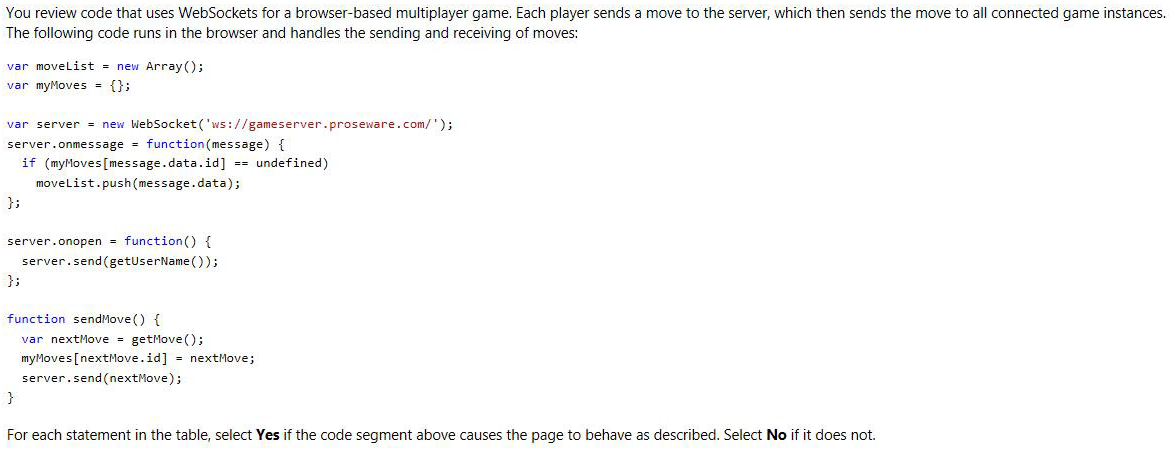 You review code that uses WebSockets for a browser-based multiplayer game. Each player sends a move to the server, which then sends the move to all connected game instances.
The following code runs in the browser and handles the sending and receiving of moves:
var moveList = new Array();
var myMoves = {};
var server = new WebSocket('ws://gameserver.proseware.com/');
server.onmessage = function(message) {
  if (myMoves[message.data.id] == undefined)
    moveList.push(message.data);
};
server.onopen = function() {
  server.send(getUserName());
};
function sendMove() {
  var nextMove = getMove();
  myMoves[nextMove.id] = nextMove;
  server.send(nextMove);
}
For each statement in the table, select Yes if the code segment above causes the page to behave as described. Select No if it does not.